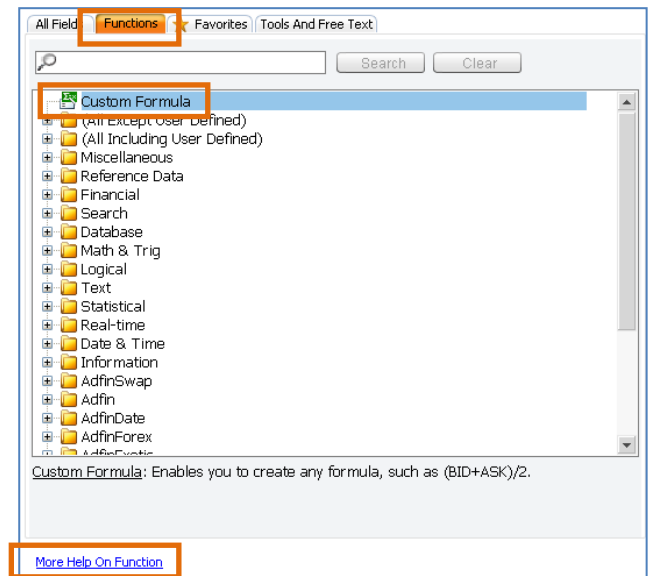 All Field Functions Favorites Tools And Free Text
Search Clear
Custom Formula
(All Except User Defined)
(All Including User Defined)
Miscellaneous
Reference Data
Financial
Search
Database
Math & Trig
Logical
Text
Statistical
Real-time
Date & Time
Information
AdfinSwap
Adfin
AdfinDate
AdfinForex
AdfinExotic
Custom Formula: Enables you to create any formula, such as (BID+ASK)/2.
More Help On Function